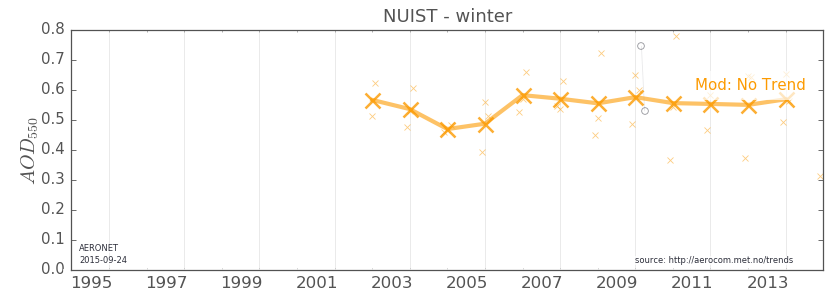 NUIST - winter
0.8
0.7
0.6
0.5
0.4
0.3
0.2
0.1
0.0
AOD550
Mod: No Trend
AERONET
2015-09-24
source: http://aerocom.met.no/trends
1995 1997 1999 2001 2003 2005 2007 2009 2011 2013